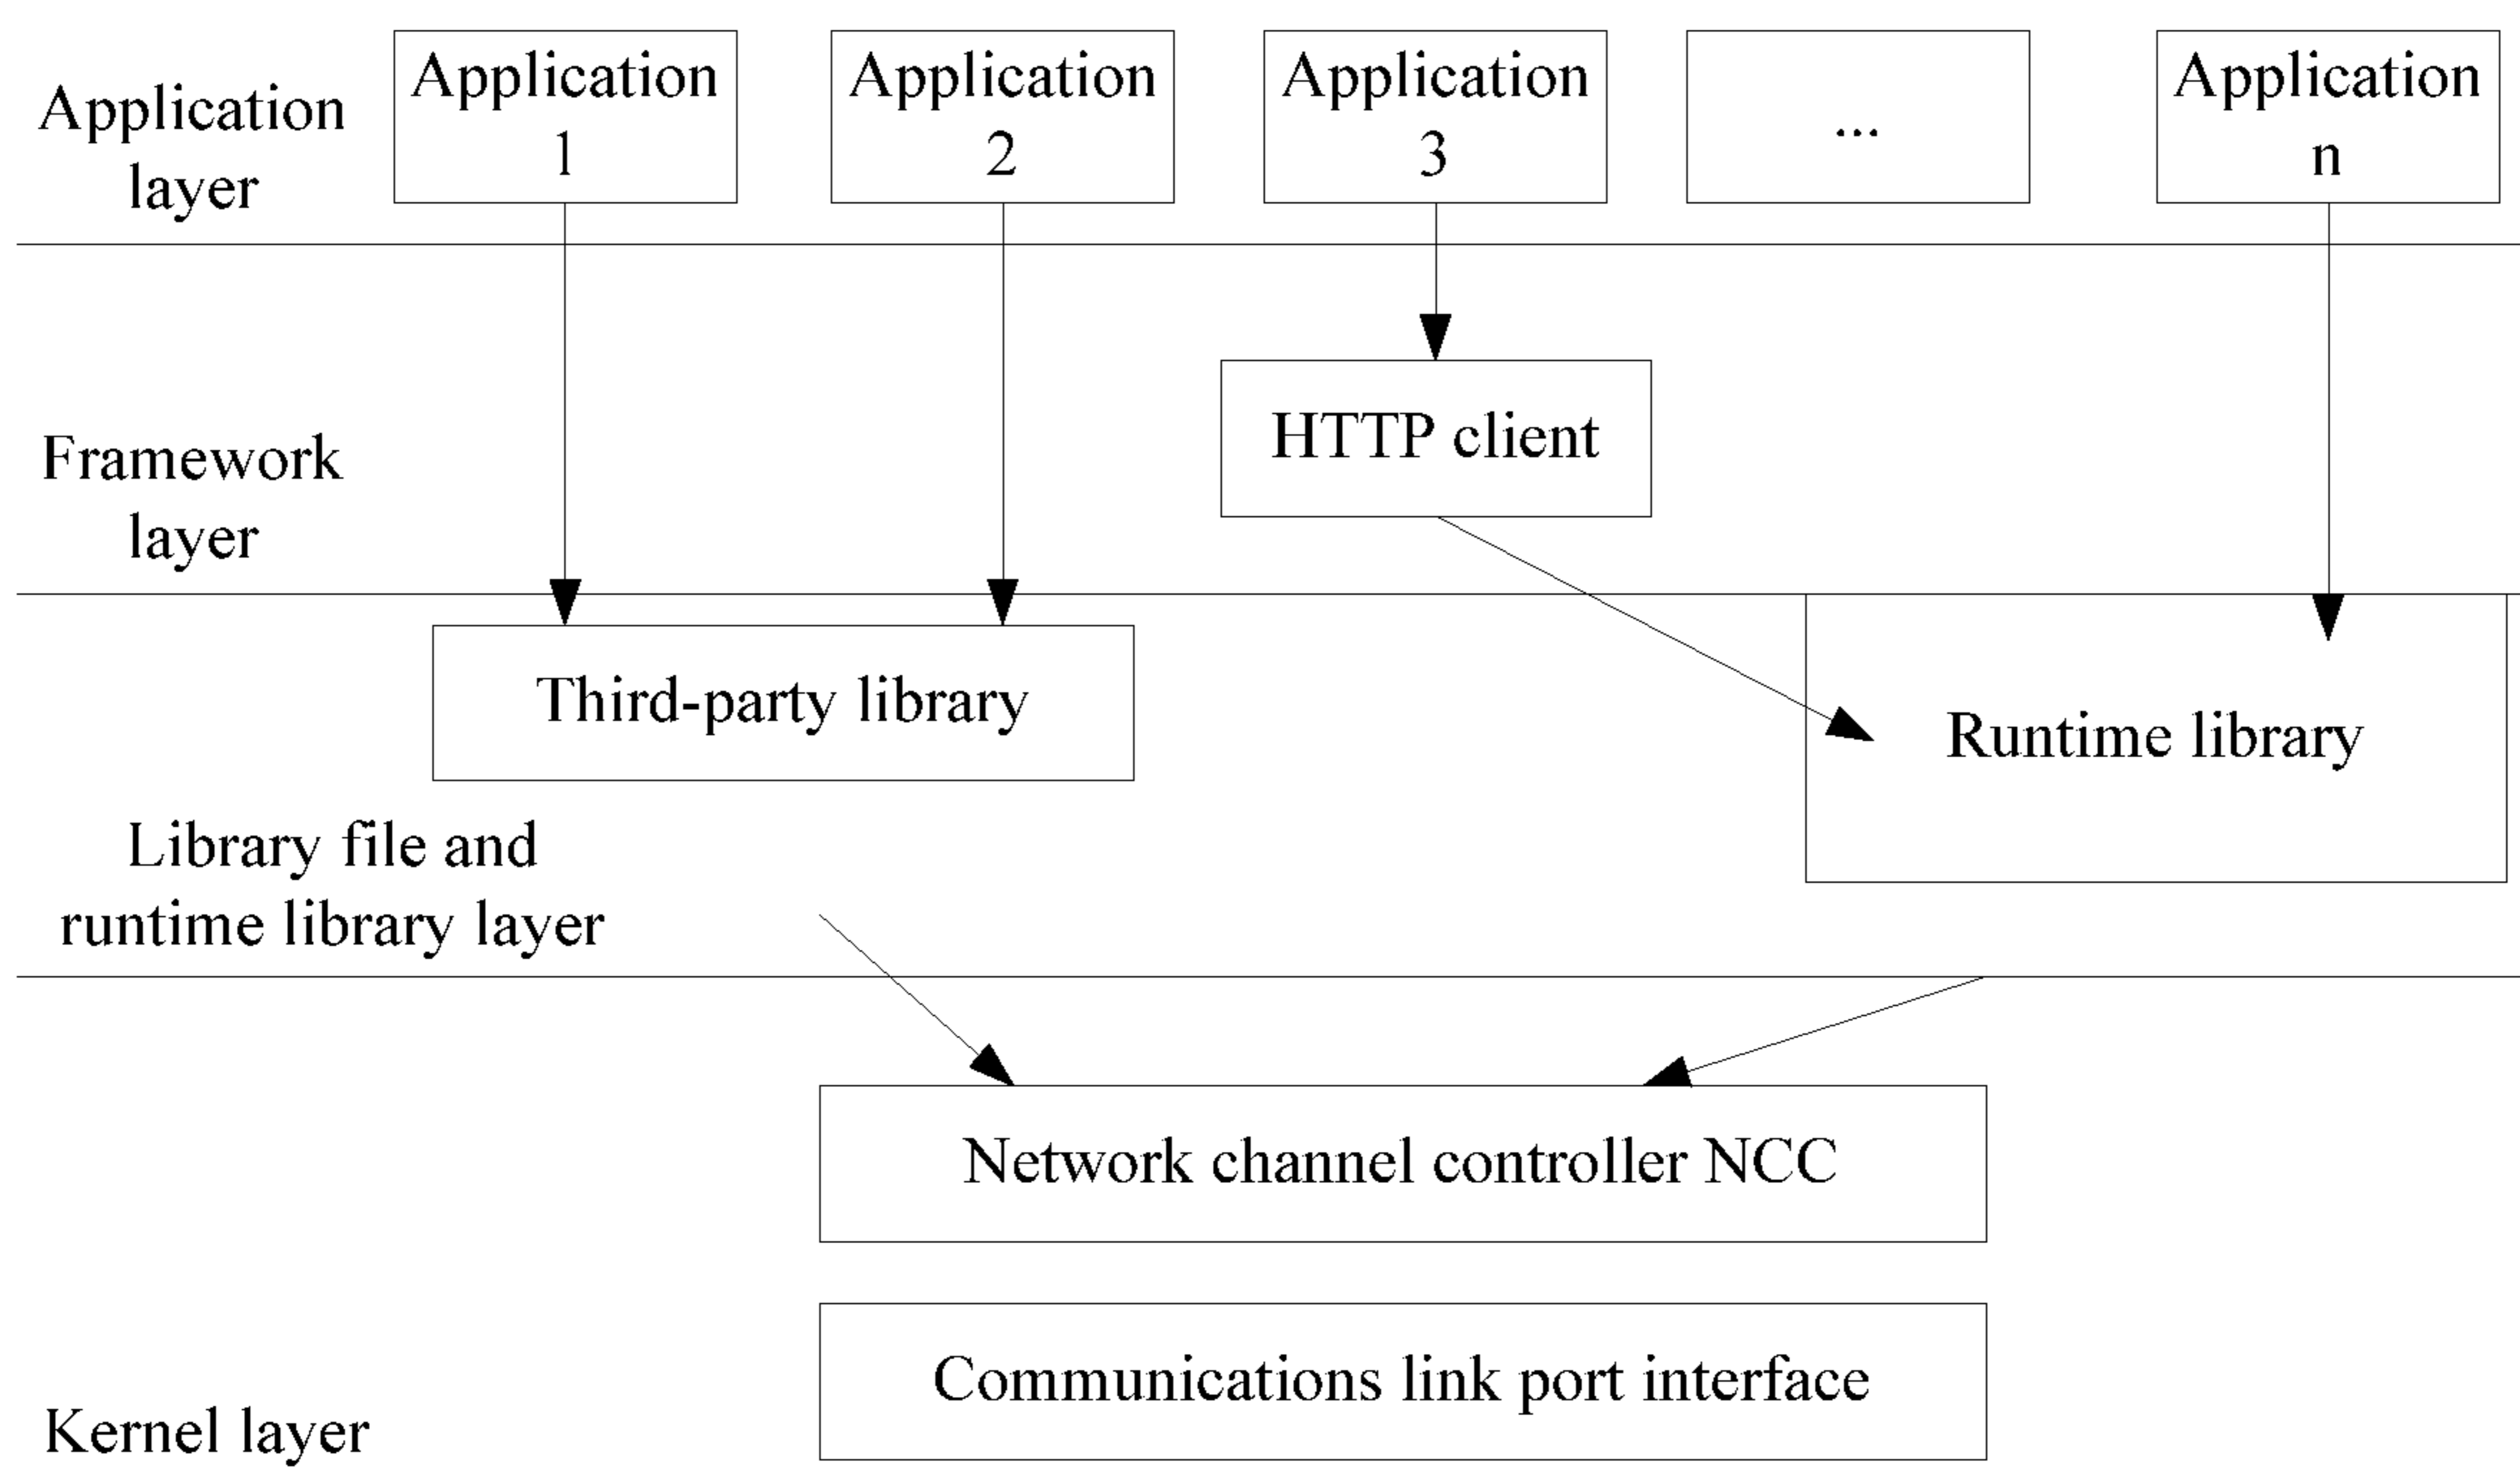 Application
layer
Application
1
Application
2
Application
3
...
Application
n
Framework
layer
HTTP client
Third-party library
Runtime library
Library file and
runtime library layer
Network channel controller NCC
Communications link port interface
Kernel layer